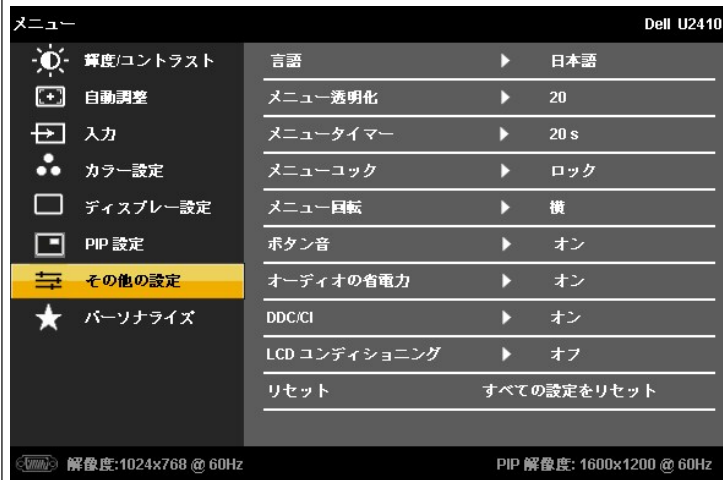 メニュー Dell U2410
輝度/コントラスト 言語 日本語
自動調整 メニュー透明化 20
入力 メニュータイマー 20 s
カラー設定 メニューコック ロック
ディスプレー設定 メニュー回転 横
PIP 設定 ボタン音 オン
その他の設定 オーディオの省電力 オン
パーソナライズ DDC/CI オン
LCD コンディショニング オフ
リセット すべての設定をリセット
解像度:1024x768 @ 60Hz PIP 解像度: 1600x1200 @ 60Hz